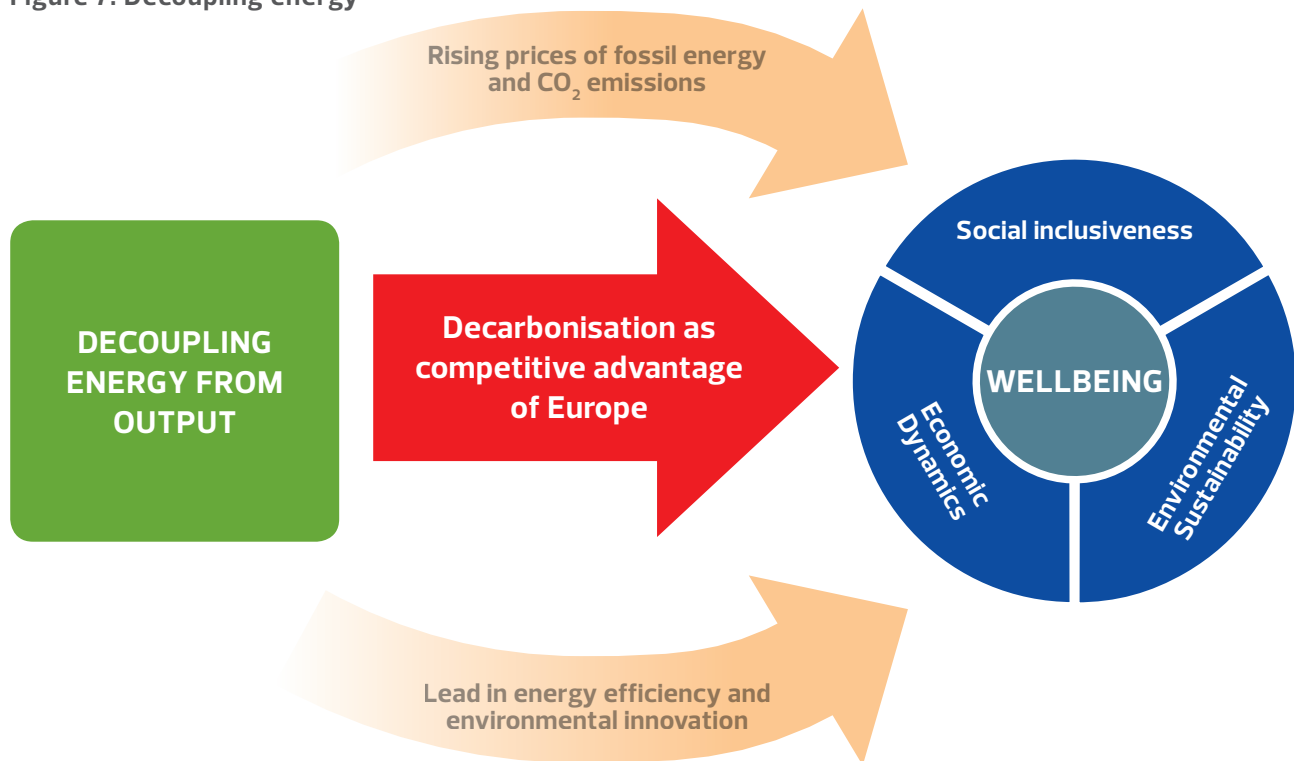 Figure 7: Decoupling energy
Rising prices of fossil energy
and CO₂ emissions
DECOUPLING
ENERGY FROM
OUTPUT
Decarbonisation as
competitive advantage
of Europe
Social inclusiveness
WELLBEING
Economic
Dynamics
Environmental
Sustainability
Lead in energy efficiency and
environmental innovation